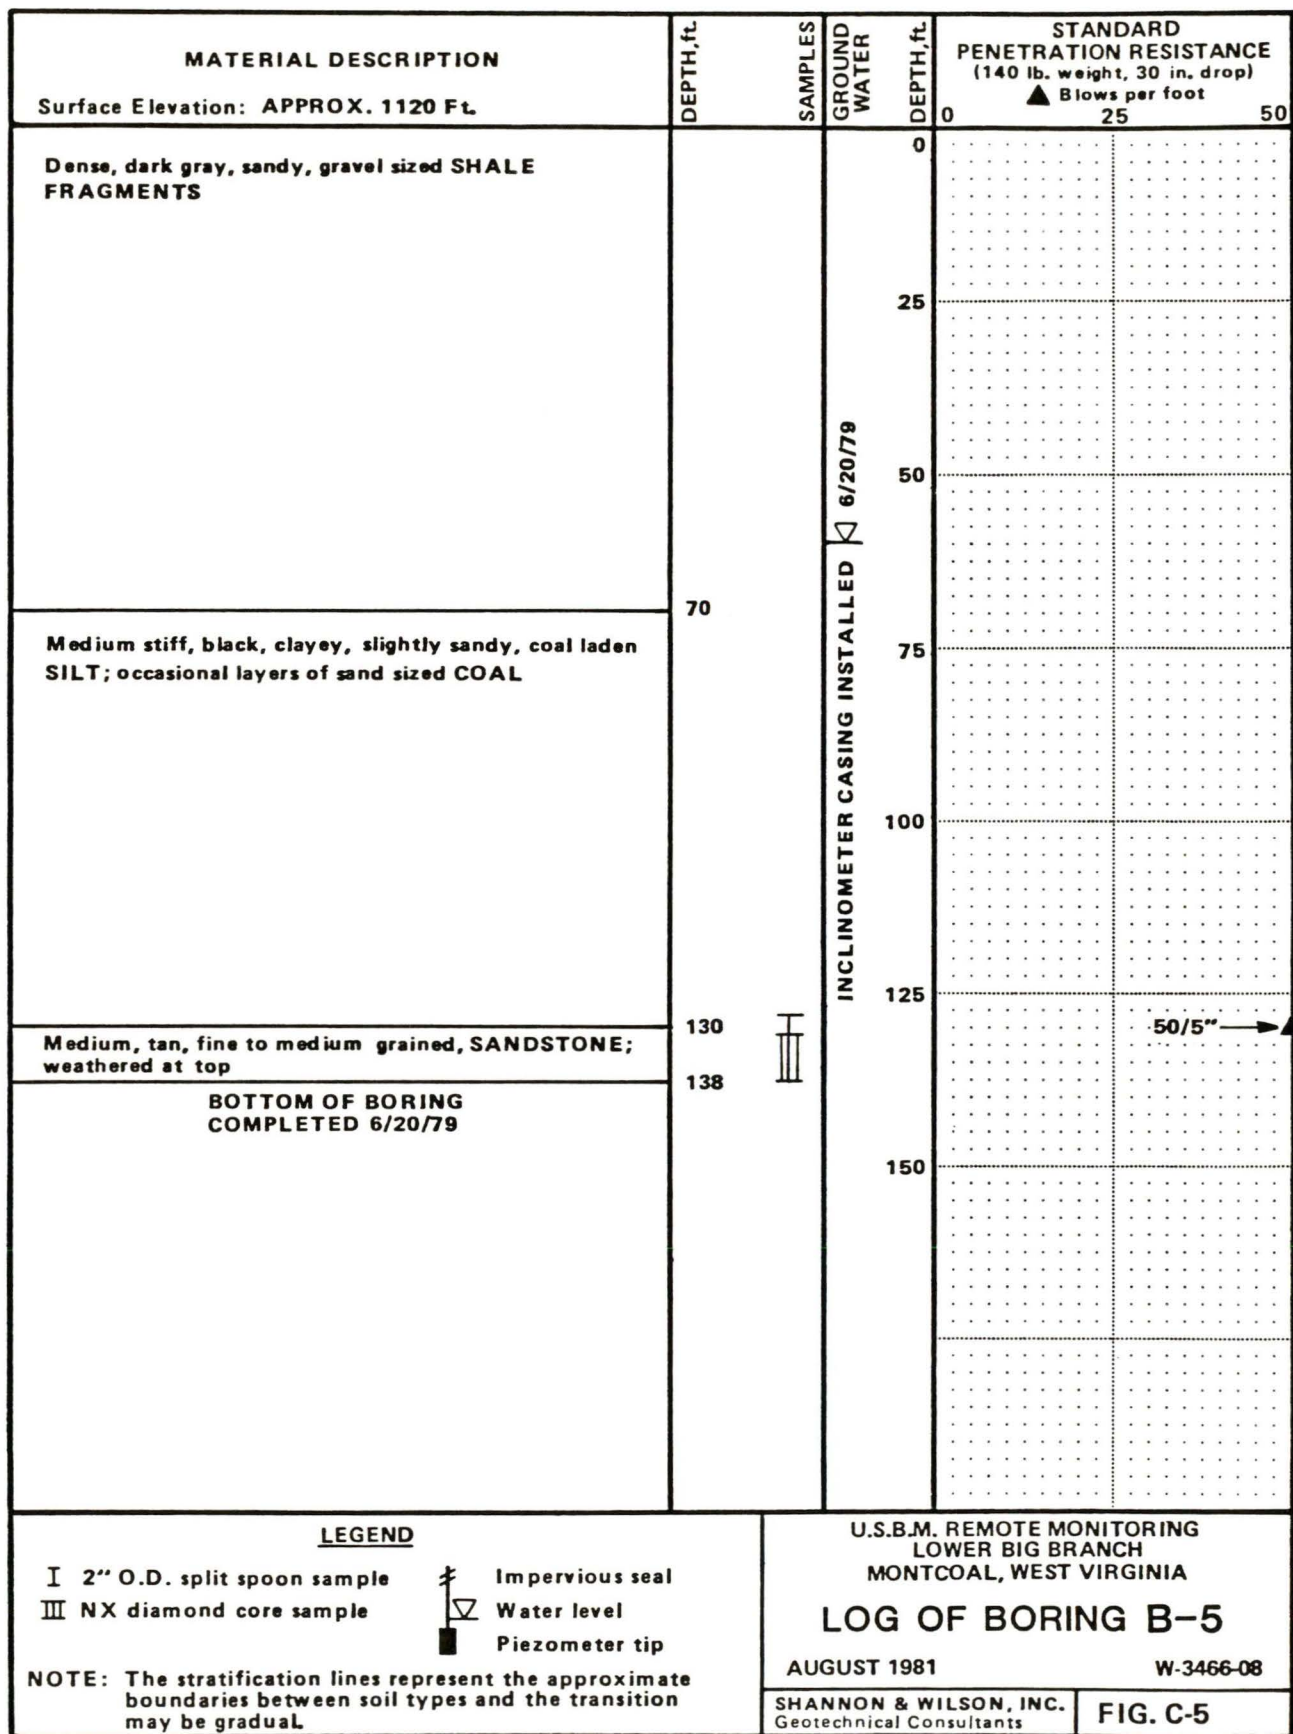 MATERIAL DESCRIPTION
Surface Elevation: APPROX. 1120 Ft.
DEPTH,ft.
SAMPLES
GROUND
WATER
DEPTH,ft.
STANDARD
PENETRATION RESISTANCE
(140 lb. weight, 30 in. drop)
▲ Blows per foot
0 25 50
Dense, dark gray, sandy, gravel sized SHALE
FRAGMENTS
70
Medium stiff, black, clayey, slightly sandy, coal laden
SILT; occasional layers of sand sized COAL
130
Medium, tan, fine to medium grained, SANDSTONE;
weathered at top
138
BOTTOM OF BORING
COMPLETED 6/20/79
INCLINOMETER CASING INSTALLED
6/20/79
0
25
50
75
100
125
150
50/5"
LEGEND
2" O.D. split spoon sample
NX diamond core sample
Impervious seal
Water level
Piezometer tip
NOTE: The stratification lines represent the approximate
boundaries between soil types and the transition
may be gradual.
U.S.B.M. REMOTE MONITORING
LOWER BIG BRANCH
MONTCOAL, WEST VIRGINIA
LOG OF BORING B-5
AUGUST 1981 W-3466-08
SHANNON & WILSON, INC.
Geotechnical Consultants
FIG. C-5